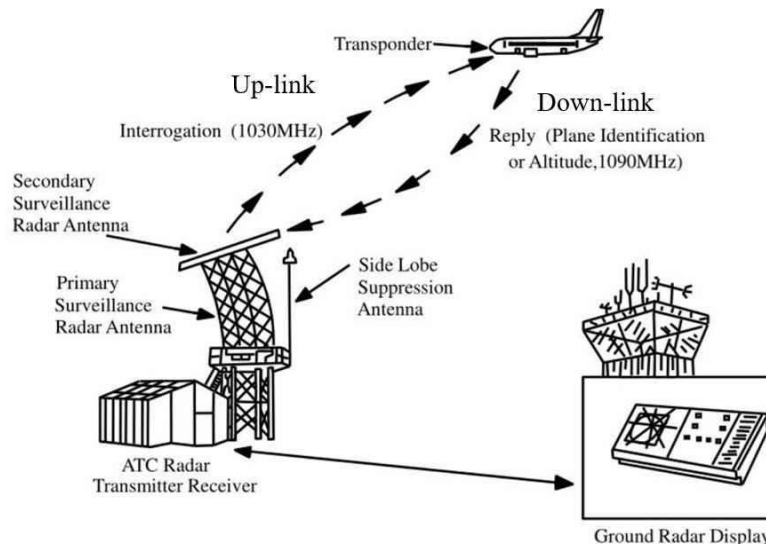 Transponder
Up-link
Down-link
Interrogation (1030MHz)
Reply (Plane Identification
or Altitude,1090MHz)
Secondary
Surveillance
Radar Antenna
Side Lobe
Suppression
Antenna
Primary
Surveillance
Radar Antenna
ATC Radar
Transmitter Receiver
Ground Radar Display